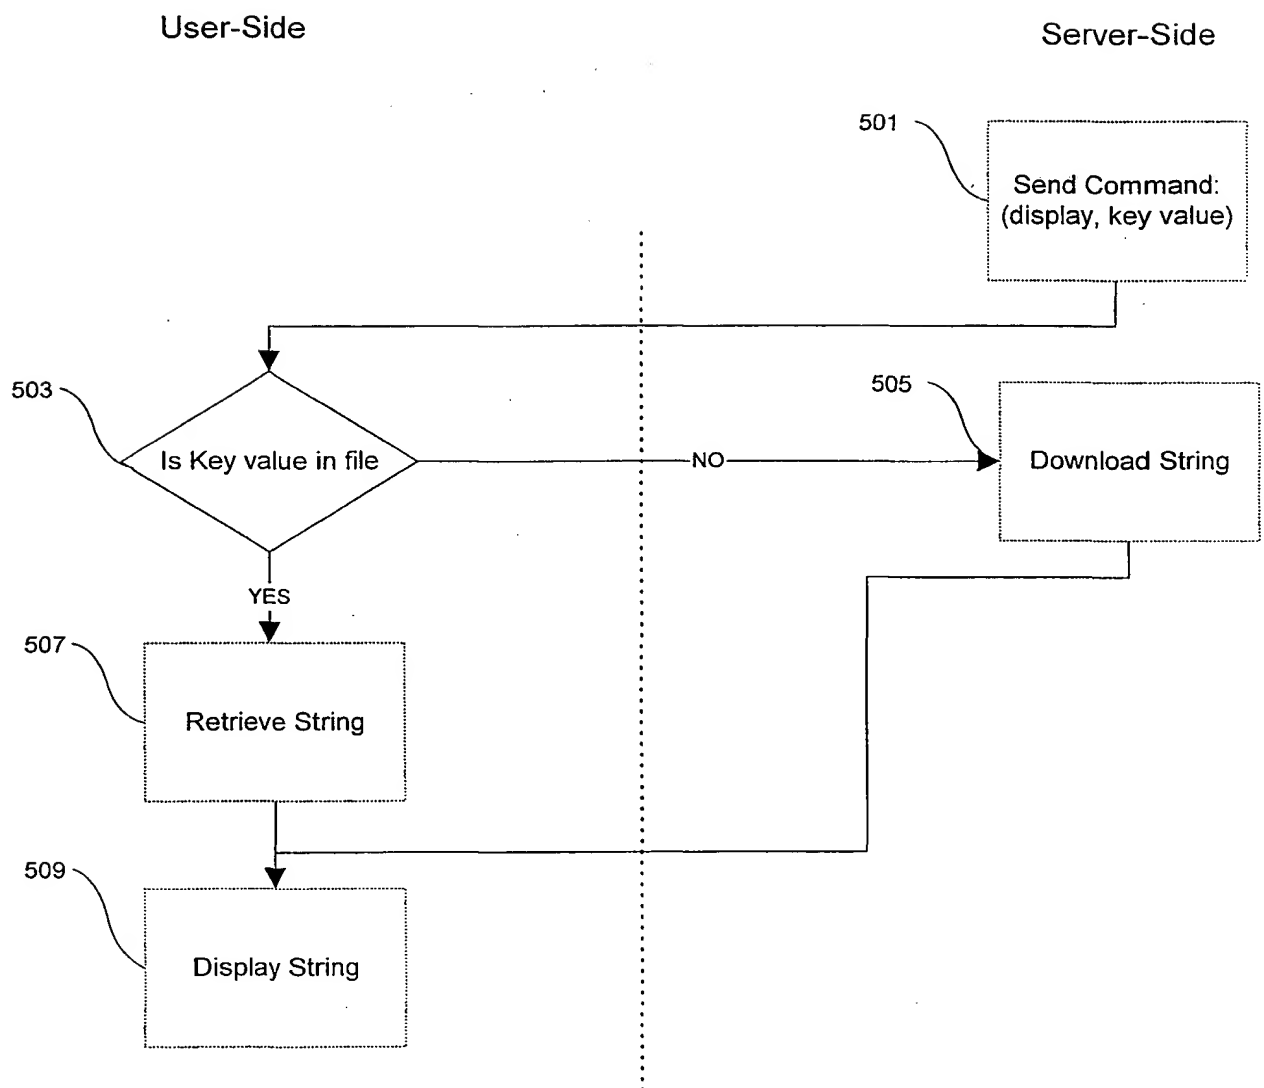 User-Side
Server-Side
501
Send Command:
(display, key value)
503
Is Key value in file
NO
505
Download String
YES
507
Retrieve String
509
Display String